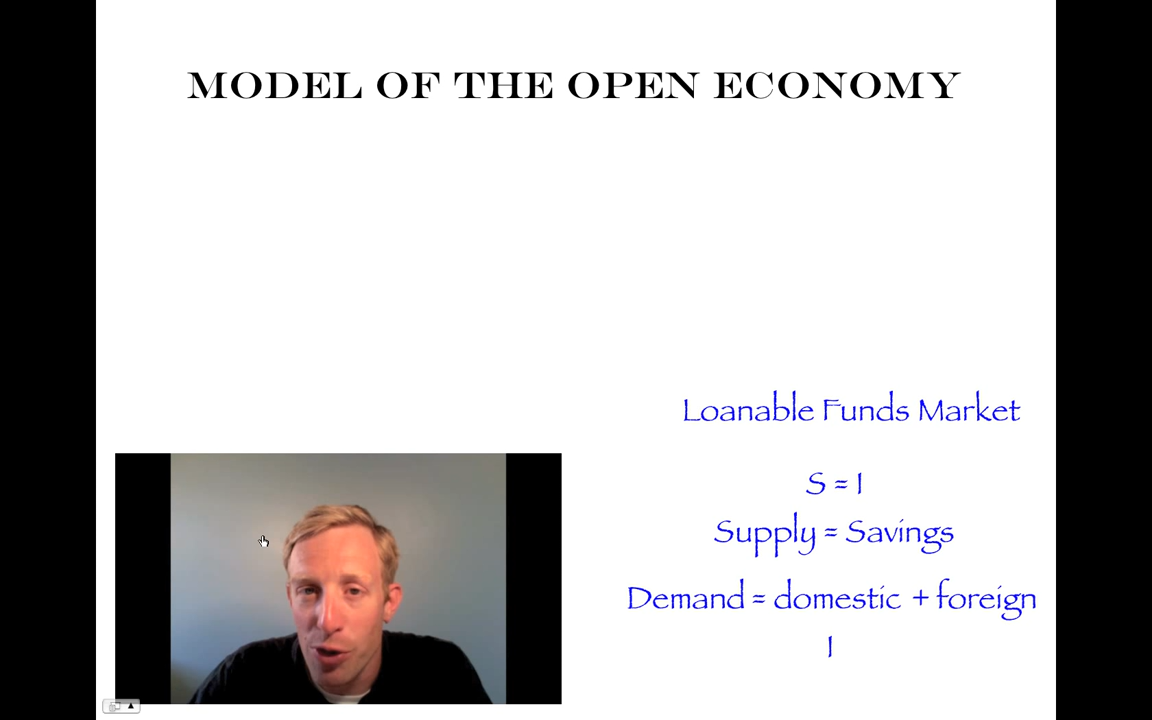 MODEL OF THE OPEN ECONOMY
Loanable Funds Market
S = I
Supply = Savings
Demand = domestic + foreign
I